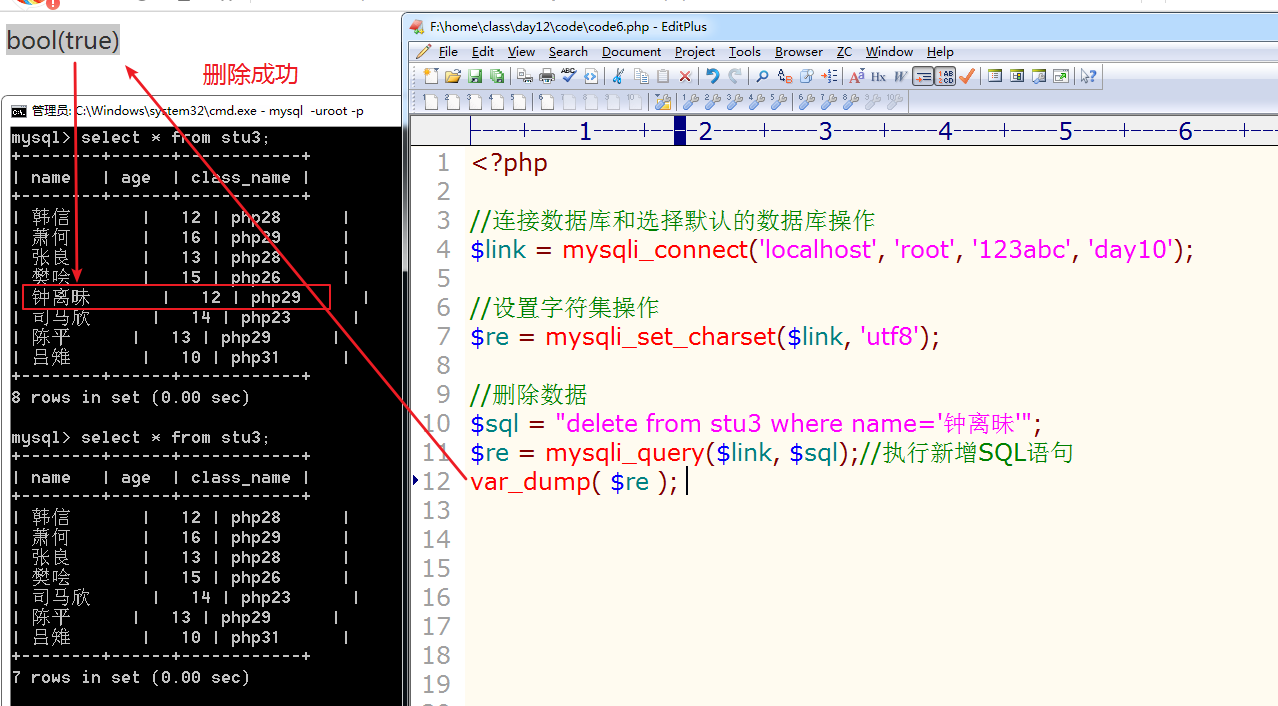 bool(true)
删除成功
管理员: C:\Windows\system32\cmd.exe - mysql -uroot -p
mysql> select * from stu3;
+---------+------+------------+
| name | age | class_name |
+---------+------+------------+
| 韩信 | 12 | php28 |
| 萧何 | 16 | php29 |
| 张良 | 13 | php28 |
| 樊哙 | 15 | php26 |
| 钟离昧 | 12 | php29 |
| 司马欣 | 14 | php23 |
| 陈平 | 13 | php29 |
| 吕雉 | 10 | php31 |
+---------+------+------------+
8 rows in set (0.00 sec)
mysql> select * from stu3;
+---------+------+------------+
| name | age | class_name |
+---------+------+------------+
| 韩信 | 12 | php28 |
| 萧何 | 16 | php29 |
| 张良 | 13 | php28 |
| 樊哙 | 15 | php26 |
| 司马欣 | 14 | php23 |
| 陈平 | 13 | php29 |
| 吕雉 | 10 | php31 |
+---------+------+------------+
7 rows in set (0.00 sec)
F:\home\class\day12\code\code6.php - EditPlus
File Edit View Search Document Project Tools Browser ZC Window Help
----+----1----+----2----+----3----+----4----+----5----+----6----+--
1 <?php
2
3 //连接数据库和选择默认的数据库操作
4 $link = mysqli_connect('localhost', 'root', '123abc', 'day10');
5
6 //设置字符集操作
7 $re = mysqli_set_charset($link, 'utf8');
8
9 //删除数据
10 $sql = "delete from stu3 where name='钟离昧'";
11 $re = mysqli_query($link, $sql);//执行新增SQL语句
12 var_dump( $re );
13
14
15
16
17
18
19